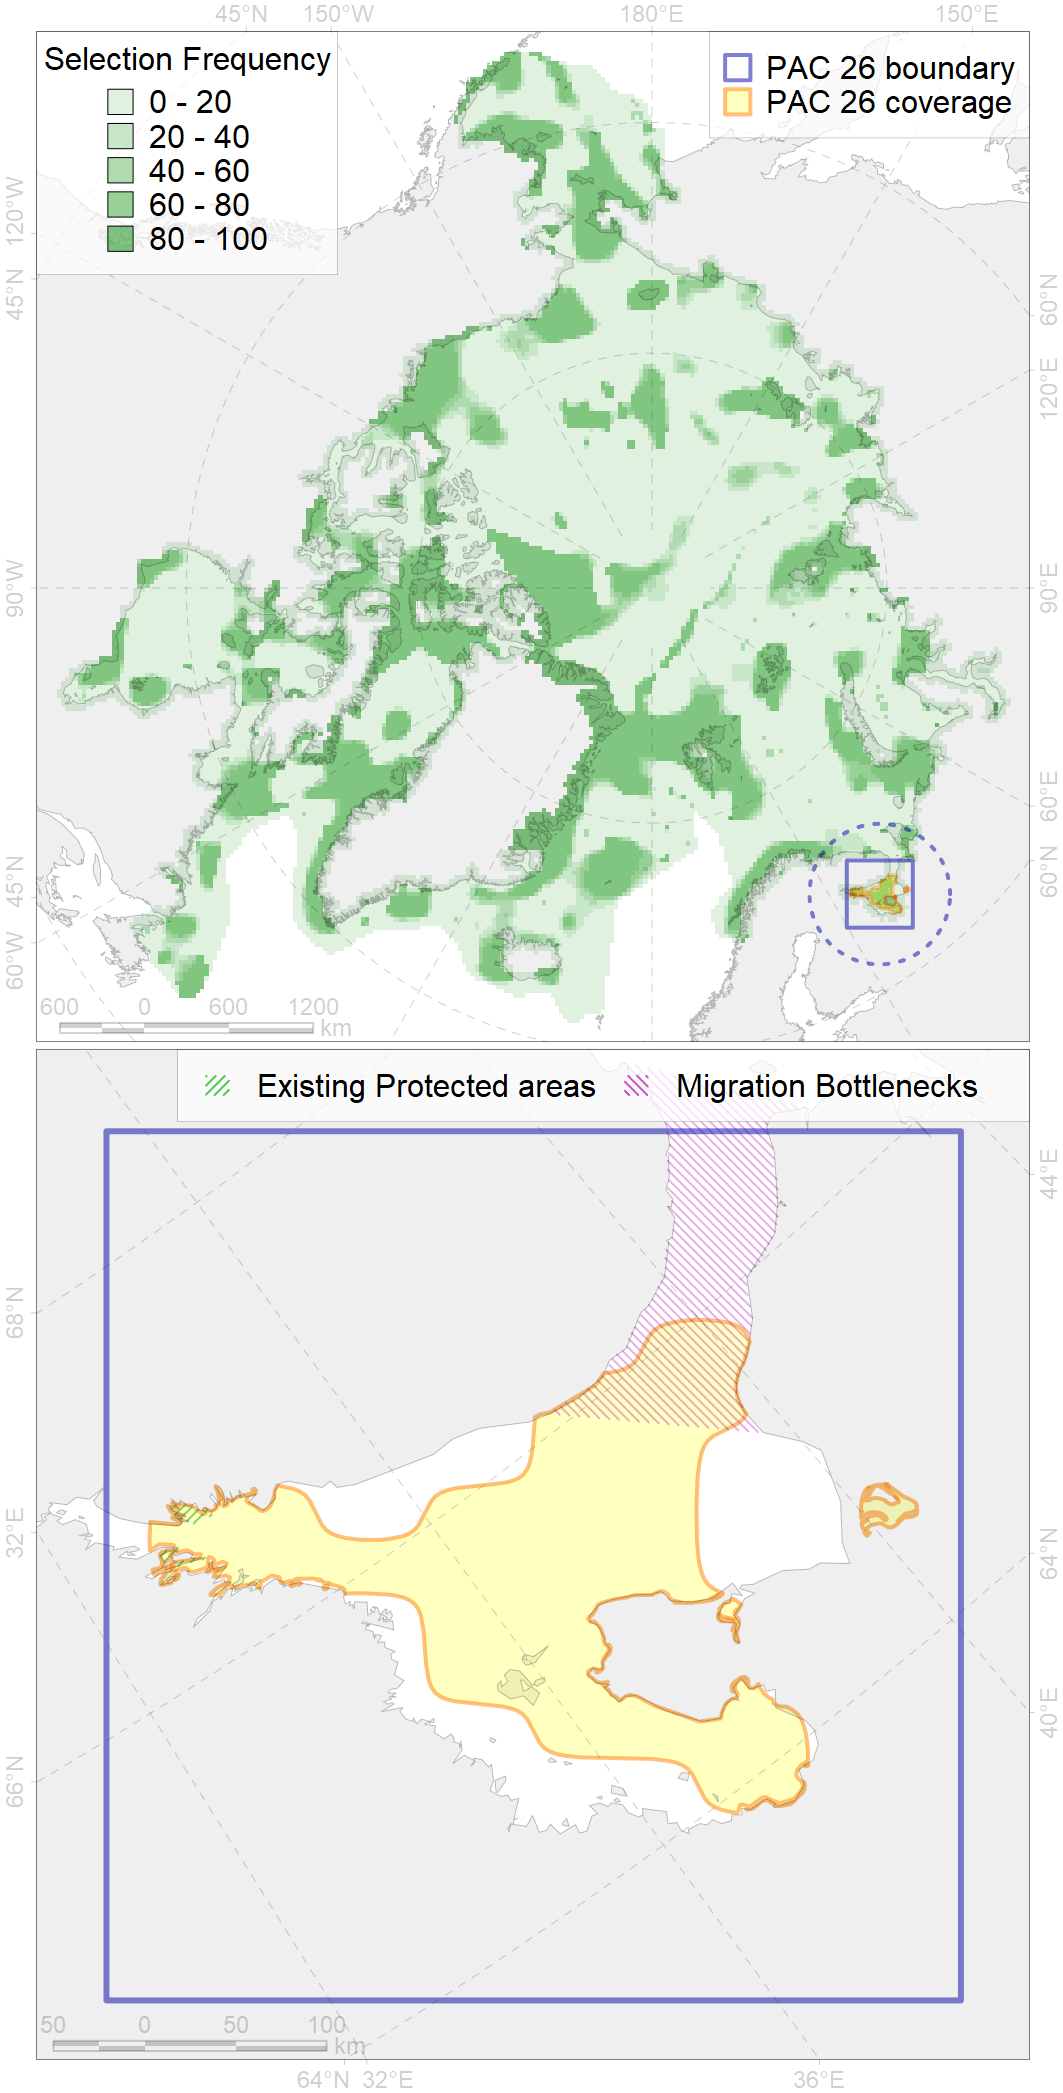 45°N 150°W 180°E 150°E
Selection Frequency
0 - 20
20 - 40
40 - 60
60 - 80
80 - 100
PAC 26 boundary
PAC 26 coverage
120°W
45°N
90°W
45°N
60°W
60°N
120°E
90°E
60°E
60°N
600 0 600 1200
km
Existing Protected areas Migration Bottlenecks
68°N
32°E
66°N
44°E
64°N
40°E
50 0 50 100
km
64°N 32°E 36°E